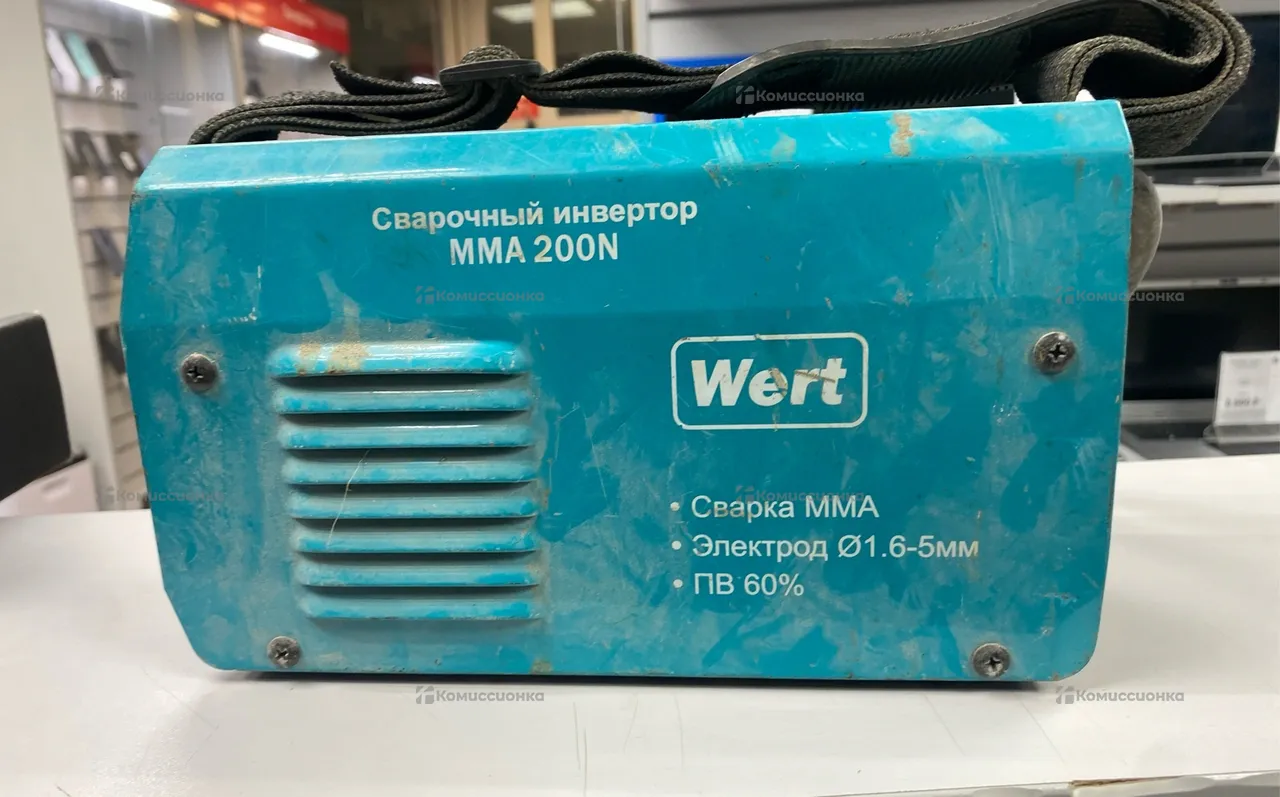 Сварочный инвертор
MMA 200N
Wert
• Сварка ММА
• Электрод Ø1.6-5мм
• ПВ 60%
Комиссионка
Комиссионка
Комиссионка
Комиссионка
Комиссионка
Комиссионка
Комиссионка
Комиссионка